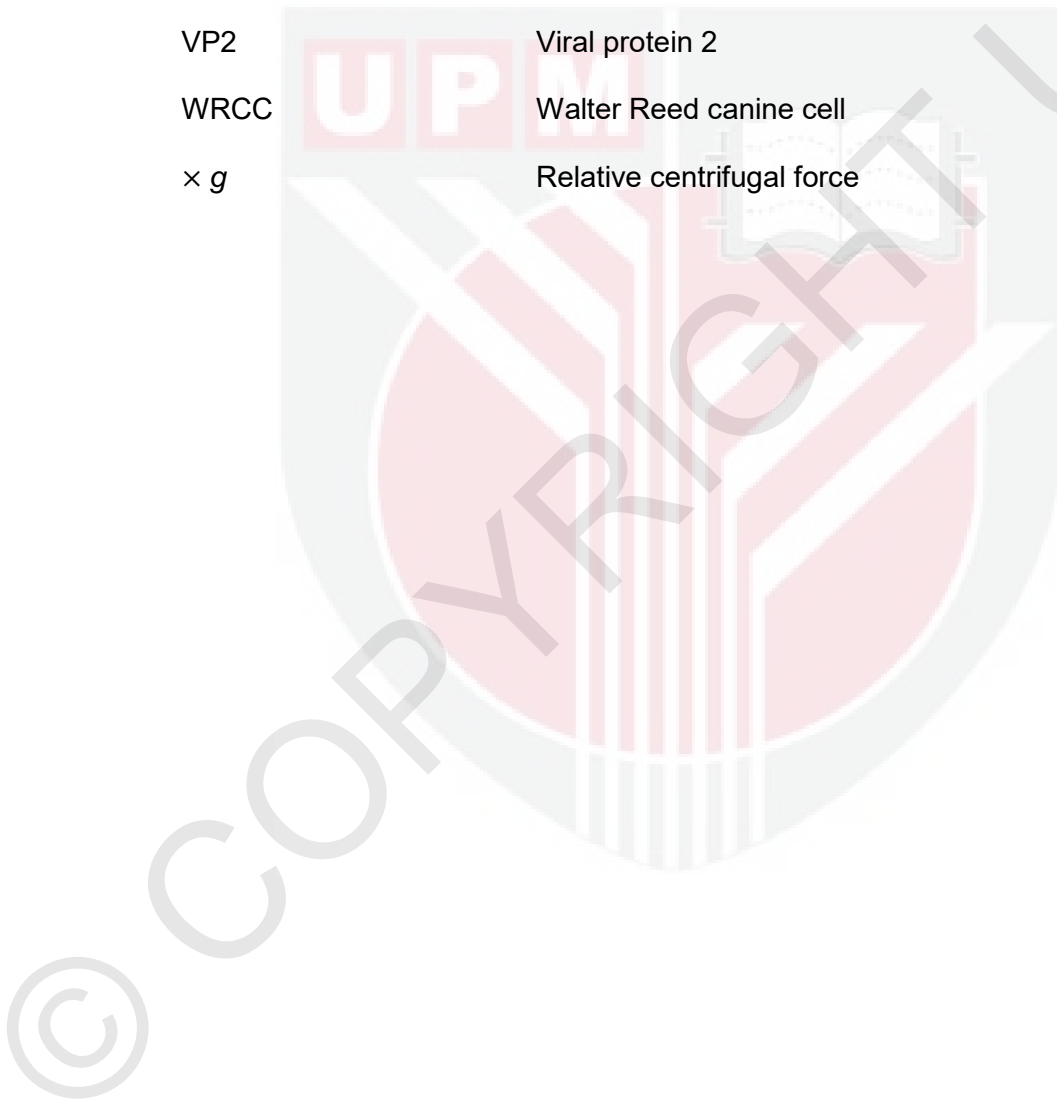 VP2 Viral protein 2
UPM
WRCC Walter Reed canine cell
× g Relative centrifugal force
© COPYRIGHT U